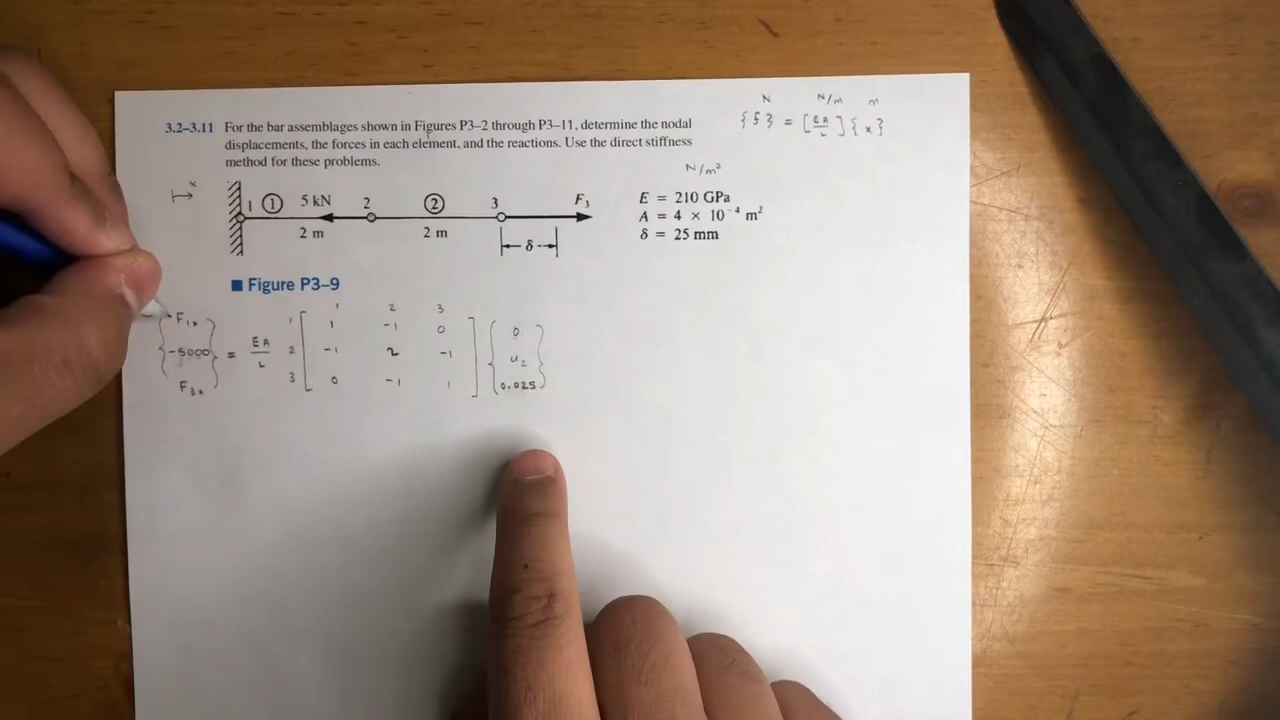 N N/m m
{f} = [EA/L] {x}
3.2–3.11 For the bar assemblages shown in Figures P3–2 through P3–11, determine the nodal
displacements, the forces in each element, and the reactions. Use the direct stiffness
method for these problems.
x
N/m²
1 ① 5 kN 2 ② 3 F₃
2 m 2 m δ
E = 210 GPa
A = 4 × 10⁻⁴ m²
δ = 25 mm
■ Figure P3–9
1 2 3
F1x 1 1 -1 0 0
-5000 = EA/L 2 -1 2 -1 u₂
F3x 3 0 -1 1 0.025